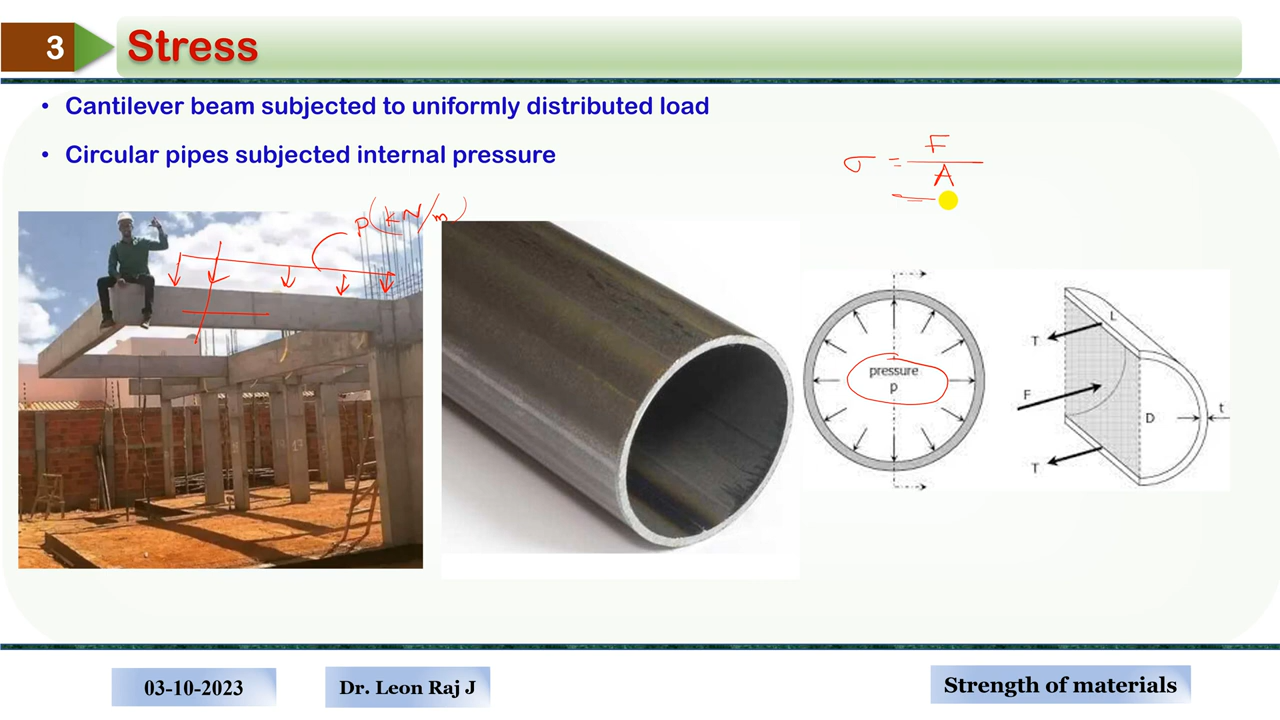 3
Stress
• Cantilever beam subjected to uniformly distributed load
• Circular pipes subjected internal pressure
σ = F
A
=
P(kN/m)
pressure
p
T
L
F
D
t
T
03-10-2023
Dr. Leon Raj J
Strength of materials